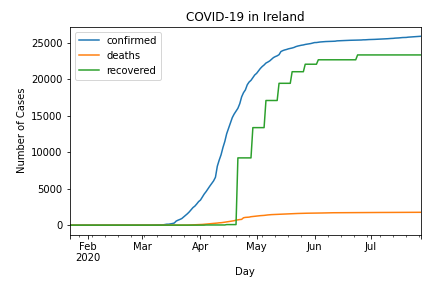 COVID-19 in Ireland
confirmed
deaths
recovered
Number of Cases
25000
20000
15000
10000
5000
0
Feb Mar Apr May Jun Jul
2020
Day